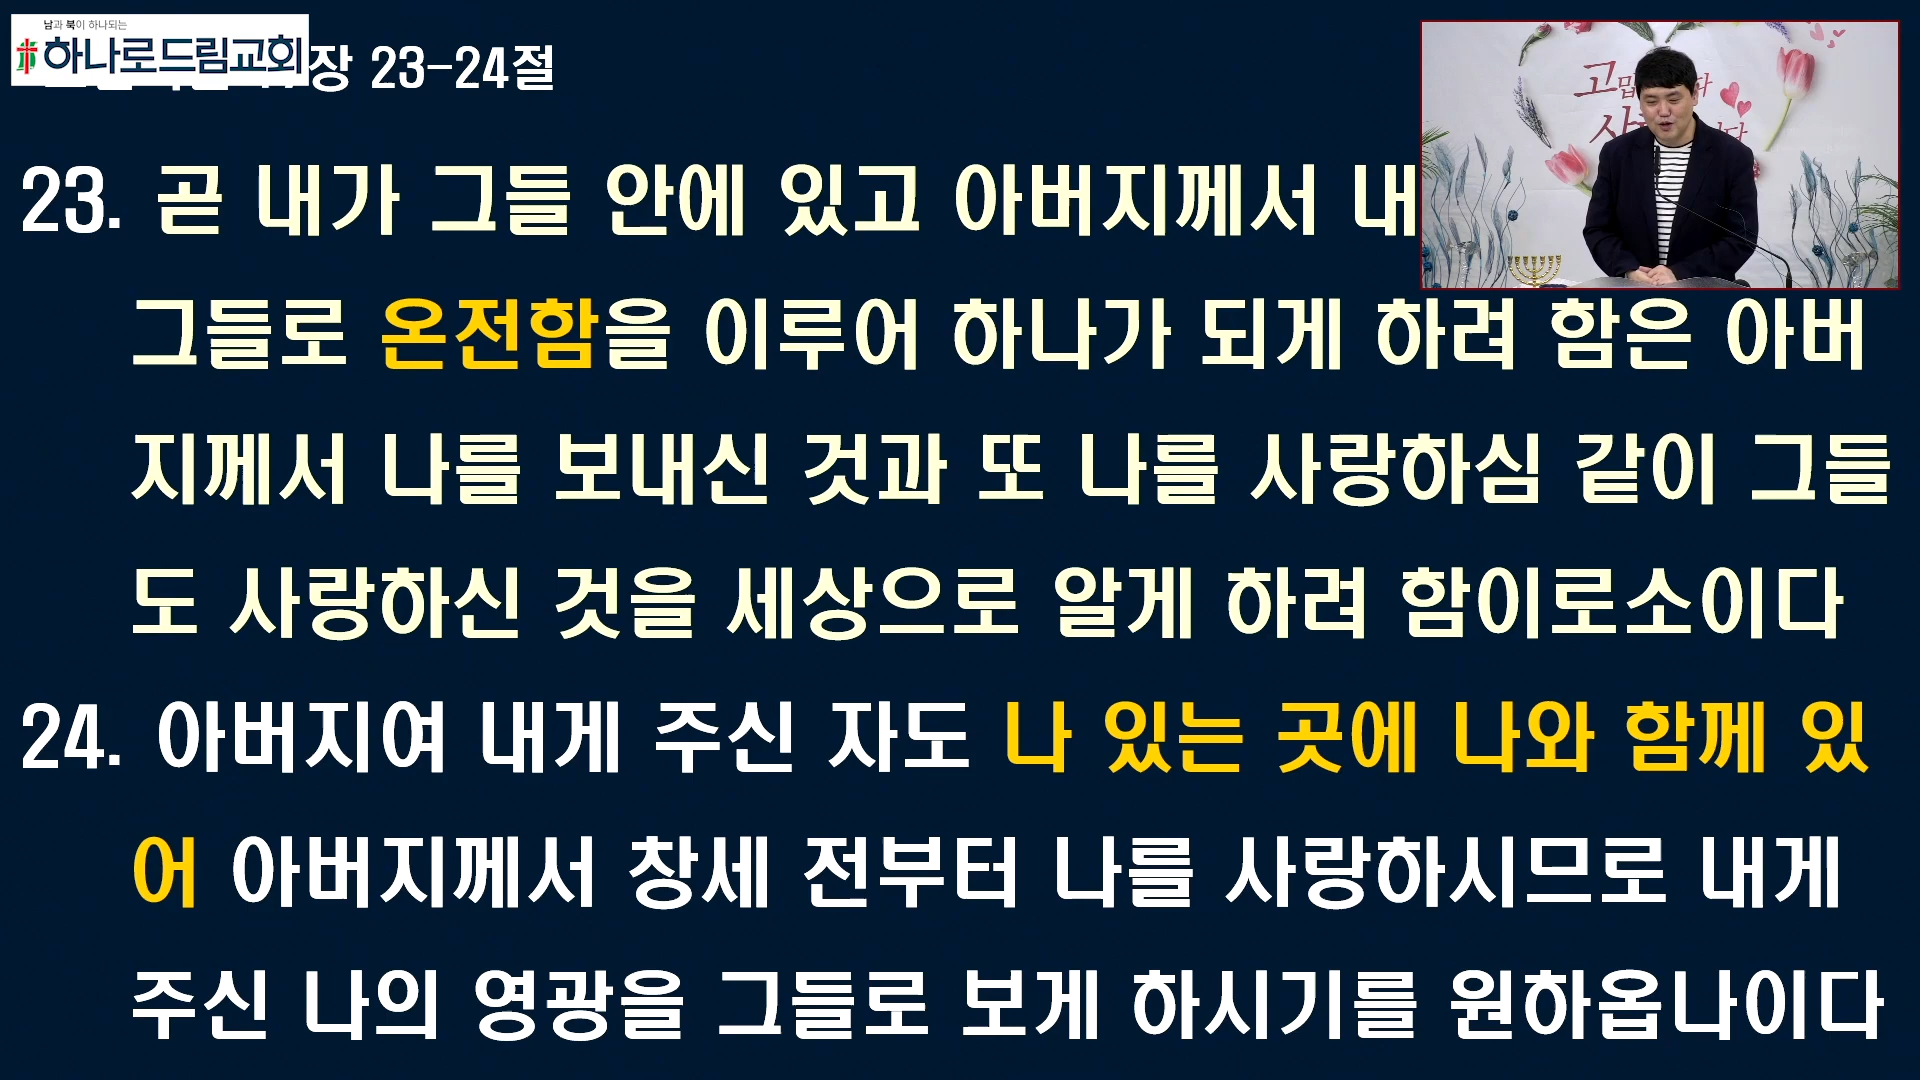 남과 북이 하나되는
하나로드림교회
장 23-24절
고
사
23. 곧 내가 그들 안에 있고 아버지께서 내
그들로 온전함을 이루어 하나가 되게 하려 함은 아버
지께서 나를 보내신 것과 또 나를 사랑하심 같이 그들
도 사랑하신 것을 세상으로 알게 하려 함이로소이다
24. 아버지여 내게 주신 자도 나 있는 곳에 나와 함께 있
어 아버지께서 창세 전부터 나를 사랑하시므로 내게
주신 나의 영광을 그들로 보게 하시기를 원하옵나이다